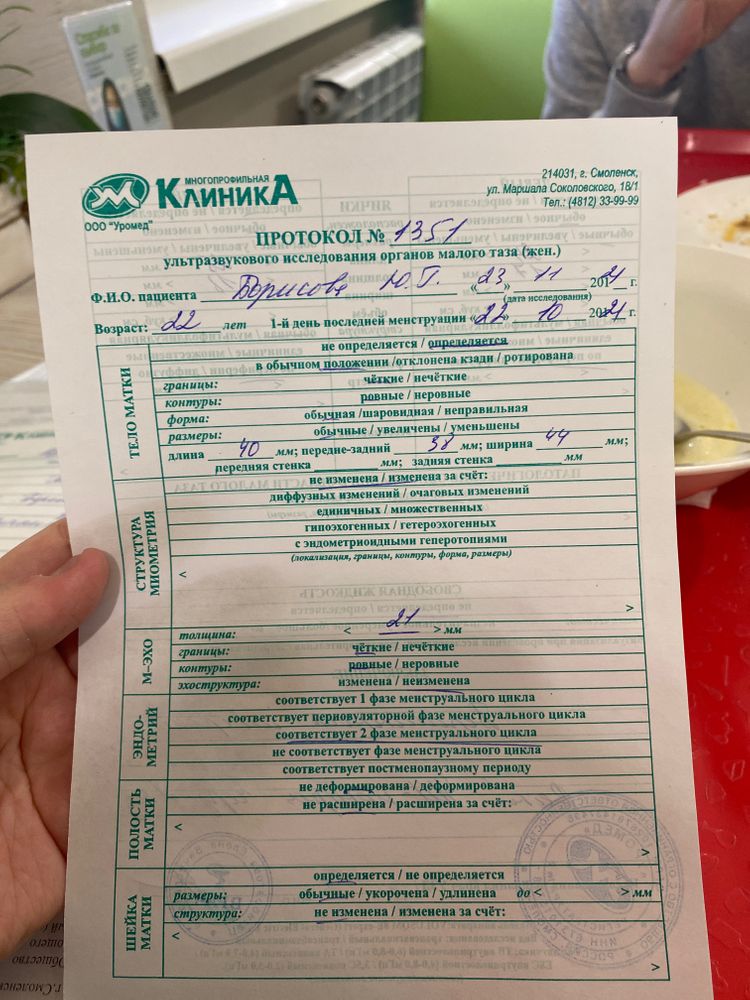 МНОГОПРОФИЛЬНАЯ
КЛИНИКА
ООО "Уромед"
214031, г. Смоленск,
ул. Маршала Соколовского, 18/1
Тел.: (4812) 33-99-99
ПРОТОКОЛ № 1351
ультразвукового исследования органов малого таза (жен.)
Ф.И.О. пациента Борисова Ю.Г. «23» 11 2021 г.
(дата исследования)
Возраст: 22 лет 1-й день последней менструации «22» 10 2021 г.
ТЕЛО МАТКИ
не определяется / определяется
в обычном положении /отклонена кзади / ротирована
границы: чёткие / нечёткие
контуры: ровные / неровные
форма: обычная /шаровидная / неправильная
размеры: обычные / увеличены / уменьшены
длина 40 мм; передне-задний 38 мм; ширина 44 мм;
передняя стенка мм; задняя стенка мм
СТРУКТУРА МИОМЕТРИЯ
не изменена / изменена за счёт:
диффузных изменений / очаговых изменений
единичных / множественных
гипоэхогенных / гетероэхогенных
с эндометриоидными геперотопиями
(локализация, границы, контуры, форма, размеры)
< >
М–ЭХО
толщина: < 21 > мм
границы: чёткие / нечёткие
контуры: ровные / неровные
эхоструктура: изменена / неизменена
ЭНДО-МЕТРИЙ
соответствует 1 фазе менструального цикла
соответствует периовуляторной фазе менструального цикла
соответствует 2 фазе менструального цикла
не соответствует фазе менструального цикла
соответствует постменопаузному периоду
ПОЛОСТЬ МАТКИ
не деформирована / деформирована
не расширена / расширена за счёт:
< >
ШЕЙКА МАТКИ
определяется / не определяется
размеры: обычные / укорочена / удлинена до < > мм
структура: не изменена / изменена за счёт:
< >